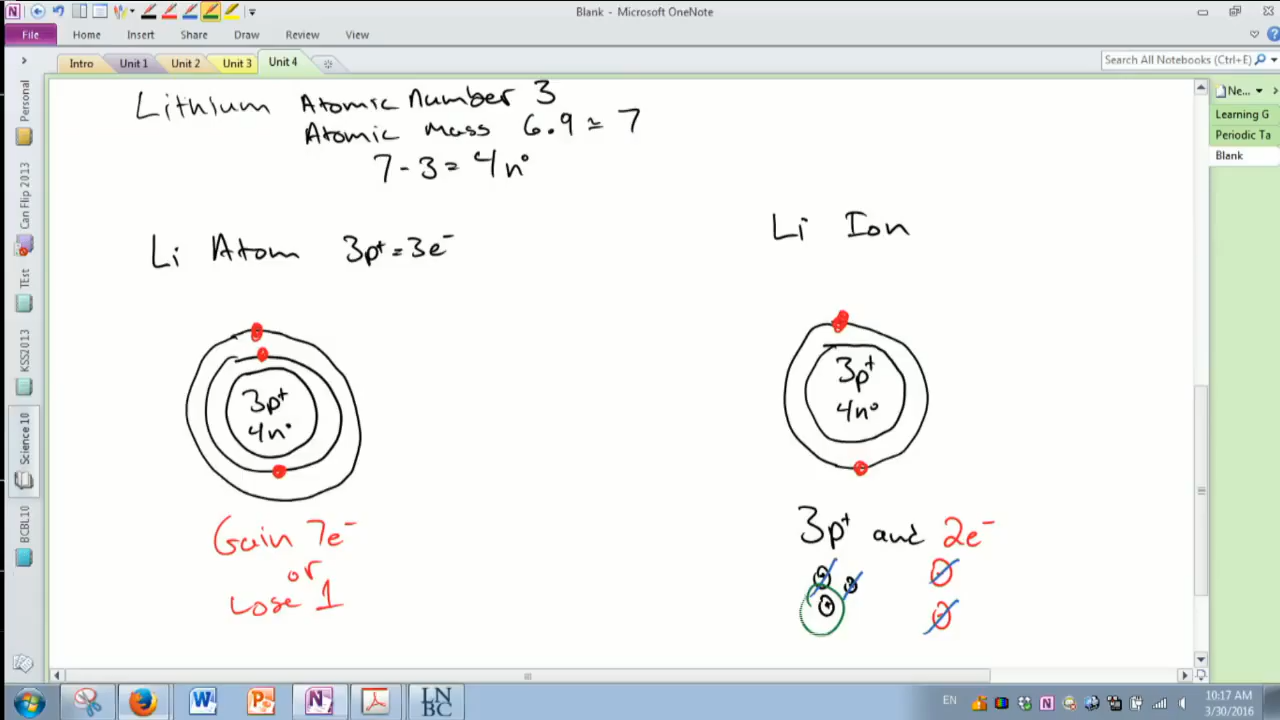 Blank - Microsoft OneNote
File Home Insert Share Draw Review View
Intro Unit 1 Unit 2 Unit 3 Unit 4
Search All Notebooks (Ctrl+E)
Personal
Can Flip 2013
TEst
KSS2013
Science 10
BCBL10
Ne...
Learning G
Periodic Ta
Blank
Lithium Atomic Number 3
Atomic Mass 6.9 ≈ 7
7 - 3 = 4n°
Li Atom 3p⁺ = 3e⁻
Li Ion
3p⁺
4n°
3p⁺
4n°
Gain 7e⁻
or
Lose 1
3p⁺ and 2e⁻
EN
10:17 AM
3/30/2016
LN
BC